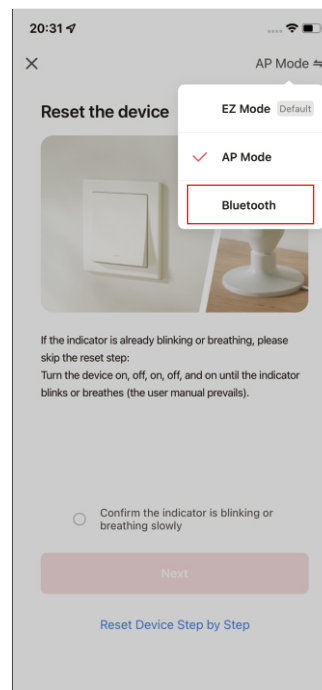 20:31
AP Mode
Reset the device
EZ Mode Default
AP Mode
Bluetooth
If the indicator is already blinking or breathing, please
skip the reset step:
Turn the device on, off, on, off, and on until the indicator
blinks or breathes (the user manual prevails).
Confirm the indicator is blinking or
breathing slowly
Next
Reset Device Step by Step